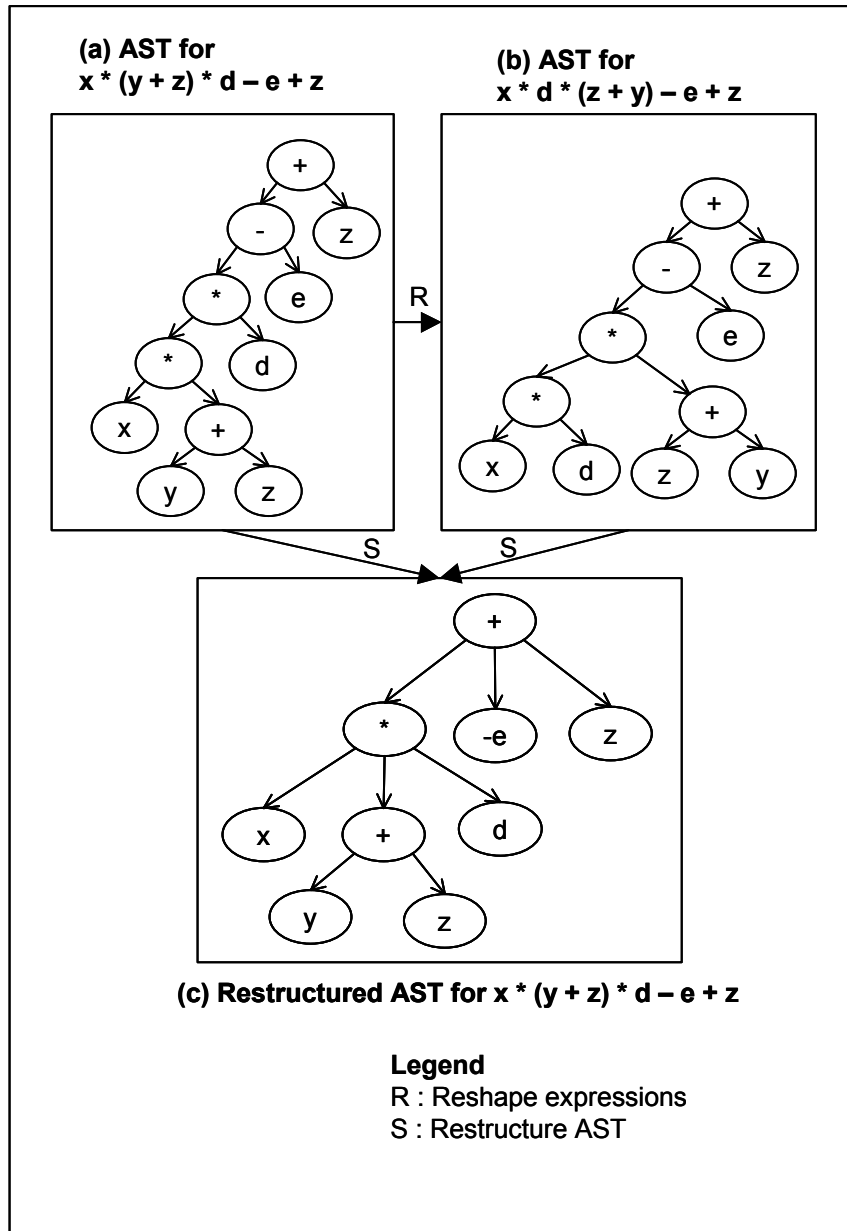 (a) AST for
x * (y + z) * d – e + z
(b) AST for
x * d * (z + y) – e + z
+
-
z
*
e
*
d
x
+
y
z
R
+
-
z
*
e
*
+
x
d
z
y
S
S
+
*
-e
z
x
+
d
y
z
(c) Restructured AST for x * (y + z) * d – e + z
Legend
R : Reshape expressions
S : Restructure AST